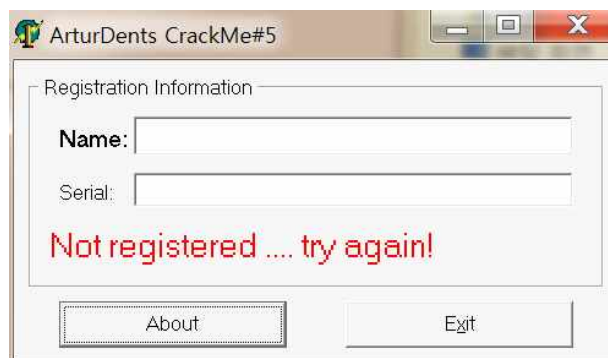 ArturDents CrackMe#5
Registration Information
Name:
Serial:
Not registered .... try again!
About
Exit